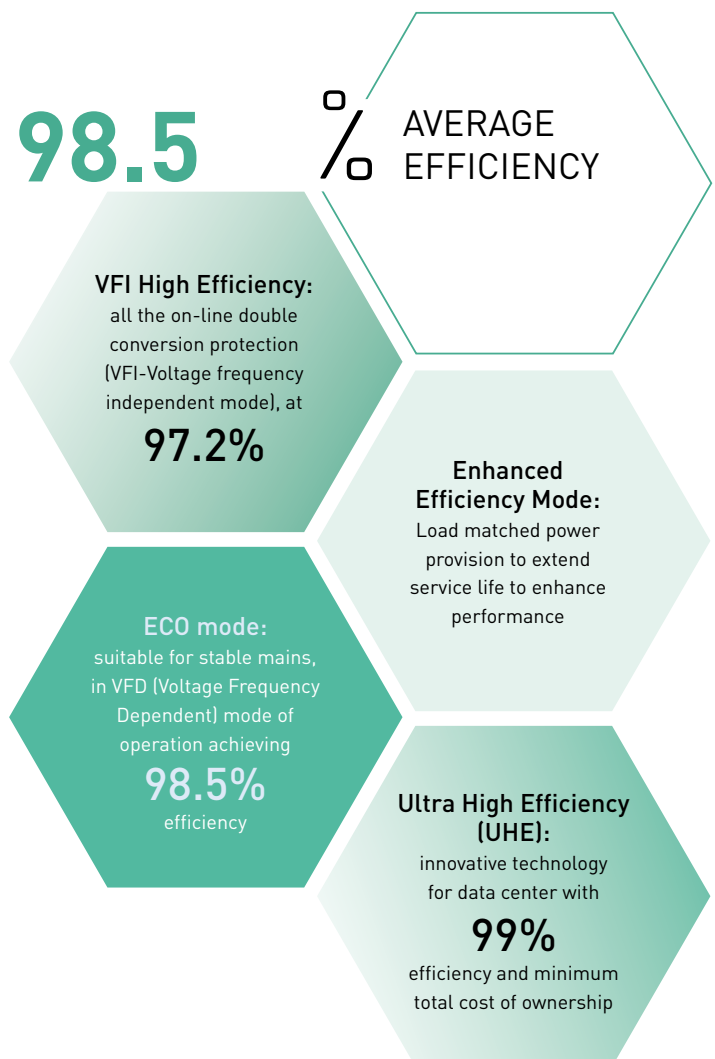 98.5 % AVERAGE
EFFICIENCY
VFI High Efficiency:
all the on-line double
conversion protection
(VFI-Voltage frequency
independent mode), at
97.2%
Enhanced
Efficiency Mode:
Load matched power
provision to extend
service life to enhance
performance
ECO mode:
suitable for stable mains,
in VFD (Voltage Frequency
Dependent) mode of
operation achieving
98.5%
efficiency
Ultra High Efficiency
(UHE):
innovative technology
for data center with
99%
efficiency and minimum
total cost of ownership